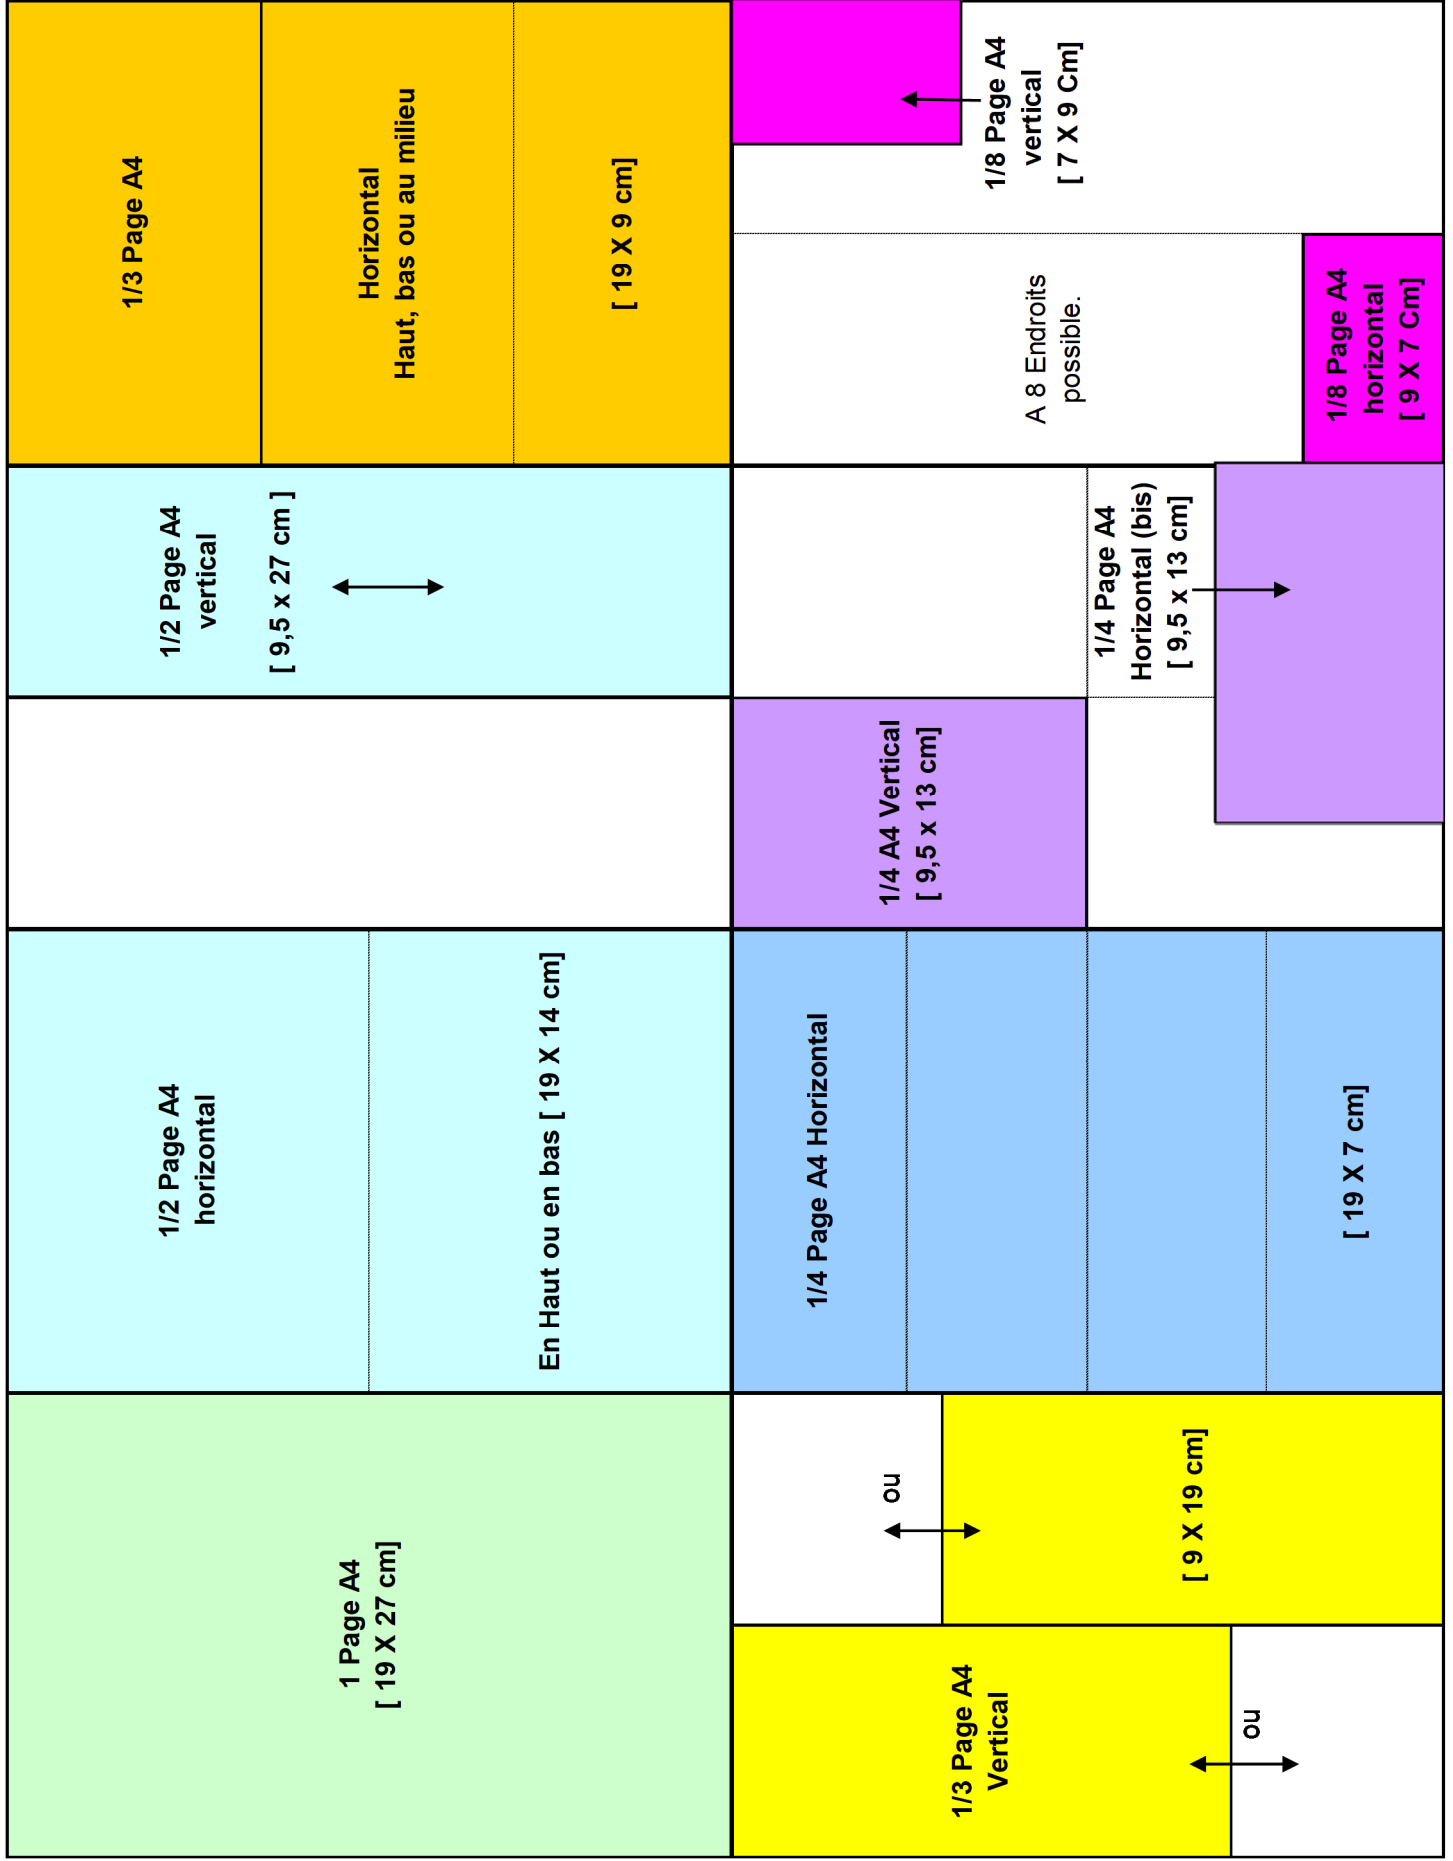 1 Page A4
[ 19 X 27 cm]
1/2 Page A4
horizontal
En Haut ou en bas [ 19 X 14 cm]
1/2 Page A4
vertical
[ 9,5 x 27 cm ]
1/3 Page A4
Horizontal
Haut, bas ou au milieu
[ 19 X 9 cm]
1/3 Page A4
Vertical
ou
ou
[ 9 X 19 cm]
1/4 Page A4 Horizontal
[ 19 X 7 cm]
1/4 A4 Vertical
[ 9,5 x 13 cm]
1/4 Page A4
Horizontal (bis)
[ 9,5 x 13 cm]
A 8 Endroits
possible.
1/8 Page A4
horizontal
[ 9 X 7 Cm]
1/8 Page A4
vertical
[ 7 X 9 Cm]